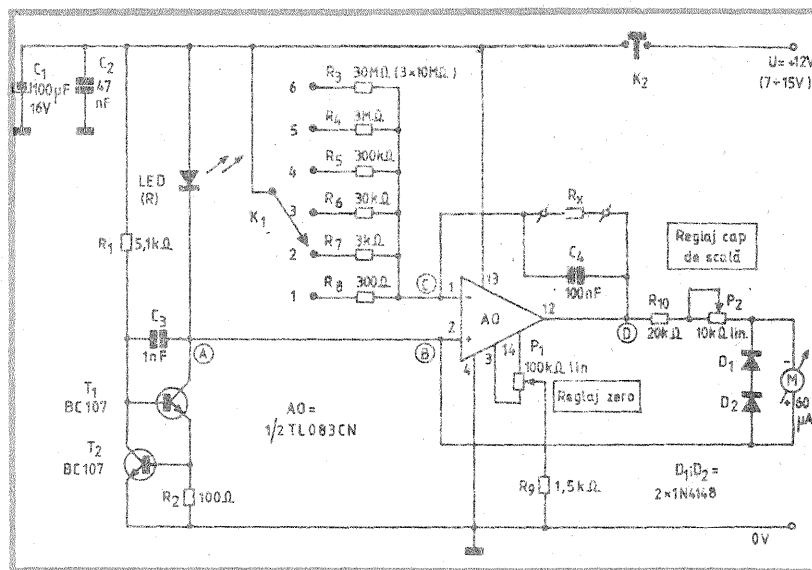 C1
100µF
16V
C2
47
nF
6
R3 30MΩ (3×10MΩ)
5
R4 3MΩ
4
R5 300kΩ
3
R6 30kΩ
2
R7 3kΩ
1
R8 300Ω
K1
K2
U=+12V
(7÷15V)
LED
(R)
R1
5,1kΩ
C3
1nF
A
T1
BC107
T2
BC107
R2
100Ω
AO=
1/2 TL083CN
C
B
1
2
AO
13
12
3
14
4
Rx
C4
100nF
D
P1
100kΩ lin
Reglaj zero
R9
1,5kΩ
Reglaj cap
de scală
R10
20kΩ
P2
10kΩ lin.
D1
D2
-
M
+
µA
D1;D2=
2×1N4148
0V